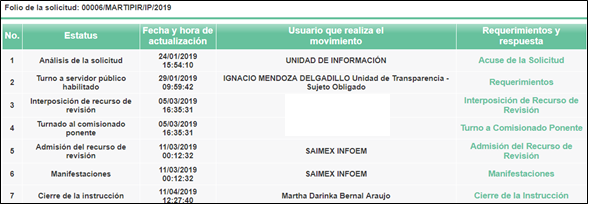 Folio de la solicitud: 00006/MARTIPIR/IP/2019
No. Estatus Fecha y hora de actualización Usuario que realiza el movimiento Requerimientos y respuesta
1 Análisis de la solicitud 24/01/2019 15:54:10 UNIDAD DE INFORMACIÓN Acuse de la Solicitud
2 Turno a servidor público habilitado 29/01/2019 09:59:42 IGNACIO MENDOZA DELGADILLO Unidad de Transparencia - Sujeto Obligado Requerimientos
3 Interposición de recurso de revisión 05/03/2019 16:35:31 Interposición de Recurso de Revisión
4 Turnado al comisionado ponente 05/03/2019 16:35:31 Turno a Comisionado Ponente
5 Admisión del recurso de revisión 11/03/2019 00:12:32 SAIMEX INFOEM Admisión del Recurso de Revisión
6 Manifestaciones 11/03/2019 00:12:32 SAIMEX INFOEM Manifestaciones
7 Cierre de la instrucción 11/04/2019 12:27:40 Martha Darinka Bernal Araujo Cierre de la Instrucción